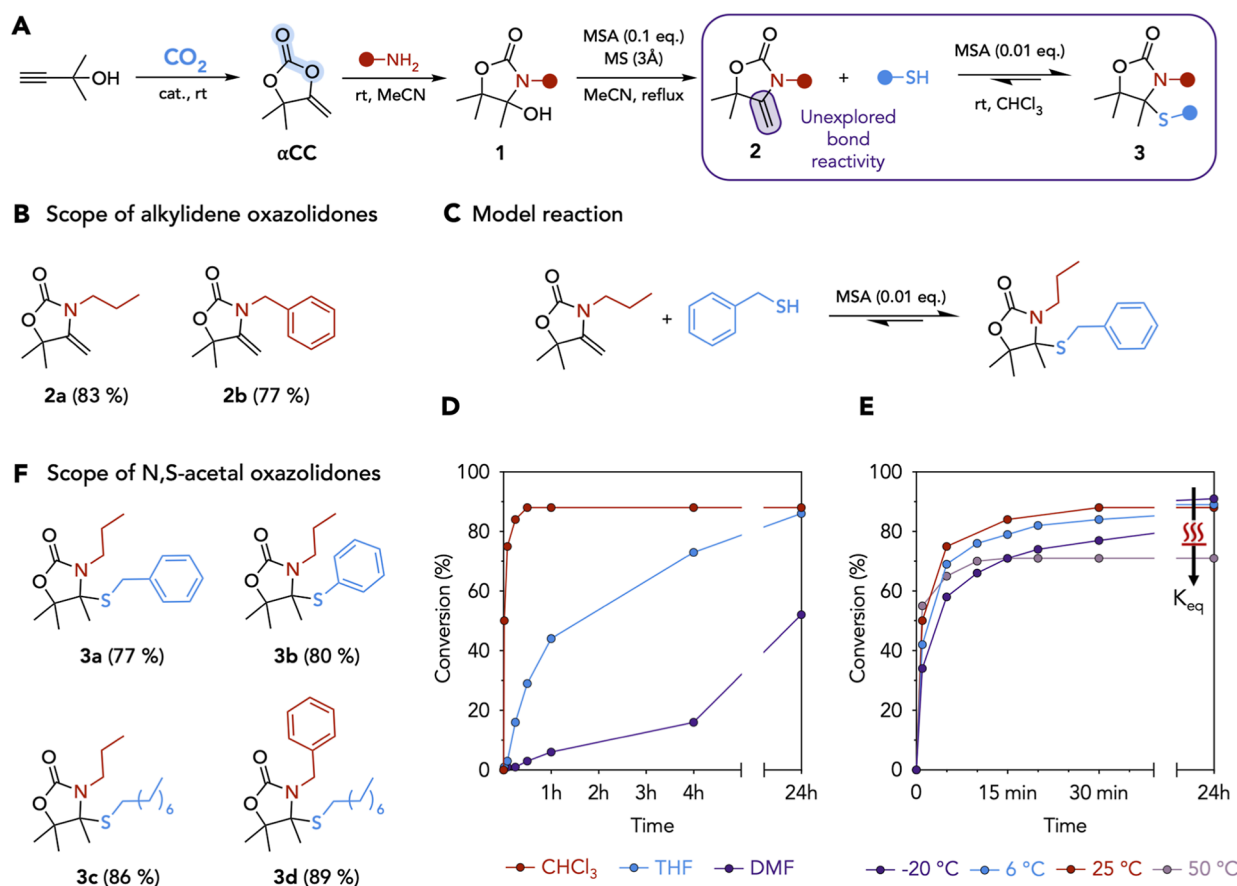 A
OH
CO2
cat., rt
O
O
O
αCC
NH2
rt, MeCN
O
O
N
OH
1
MSA (0.1 eq.)
MS (3Å)
MeCN, reflux
O
O
N
2
+
SH
Unexplored
bond
reactivity
MSA (0.01 eq.)
rt, CHCl3
O
O
N
S
3
B Scope of alkylidene oxazolidones
O
O
N
2a (83 %)
O
O
N
2b (77 %)
C Model reaction
O
O
N
+
SH
MSA (0.01 eq.)
O
O
N
S
D
Conversion (%)
100
80
60
40
20
0
1h 2h 3h 4h 24h
Time
CHCl3 THF DMF
E
Conversion (%)
100
80
60
40
20
0
Keq
0 15 min 30 min 24h
Time
-20 °C 6 °C 25 °C 50 °C
F Scope of N,S-acetal oxazolidones
O
O
N
S
3a (77 %)
O
O
N
S
3b (80 %)
O
O
N
S
( )6
3c (86 %)
O
O
N
S
( )6
3d (89 %)